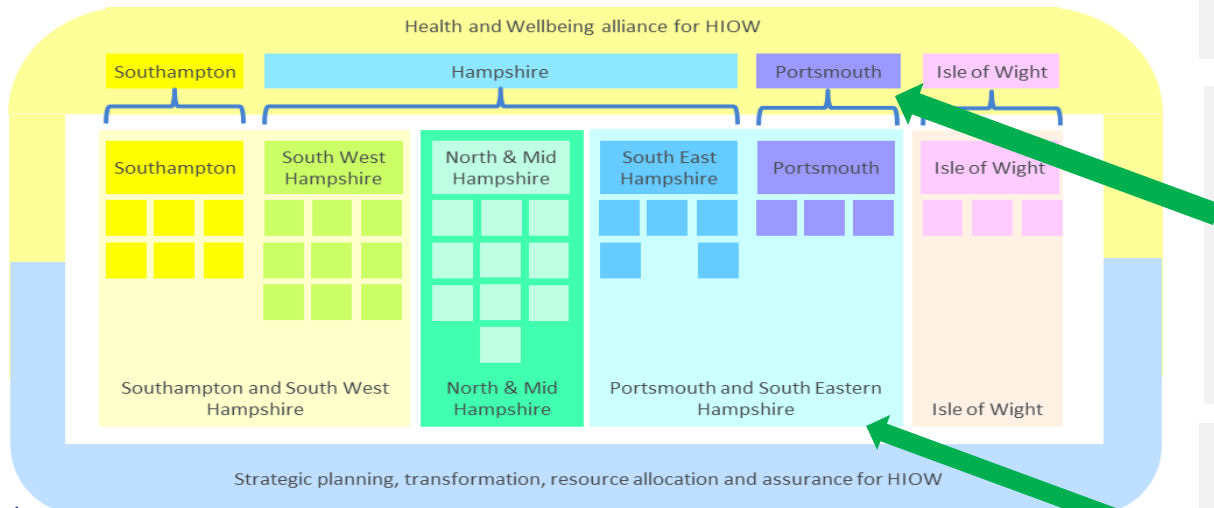 Health and Wellbeing alliance for HIOW
Southampton
Hampshire
Portsmouth
Isle of Wight
Southampton
South West
Hampshire
North & Mid
Hampshire
South East
Hampshire
Portsmouth
Isle of Wight
Southampton and South West
Hampshire
North & Mid
Hampshire
Portsmouth and South Eastern
Hampshire
Isle of Wight
Strategic planning, transformation, resource allocation and assurance for HIOW